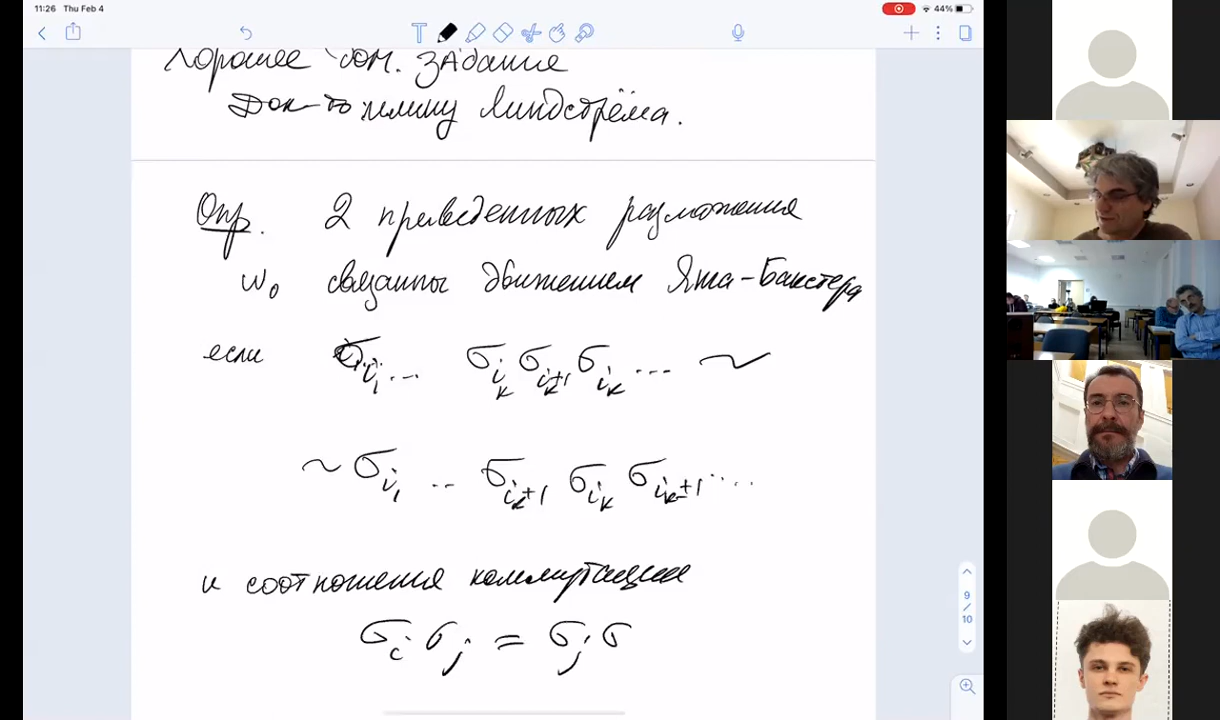 11:26 Thu Feb 4
44%
Хорошее дом. задание
Док-ть лемму Линдстрёма.
Опр. 2 приведенных разложения
w₀ связанны движением Янга-Бакстера
если σ_{i_1} ... σ_{i_k} σ_{i_k+1} σ_{i_k} ... ~
~ σ_{i_1} .. σ_{i_k+1} σ_{i_k} σ_{i_k+1} ....
и соотношения коммутации
σ_i σ_j = σ_j σ
9
/
10